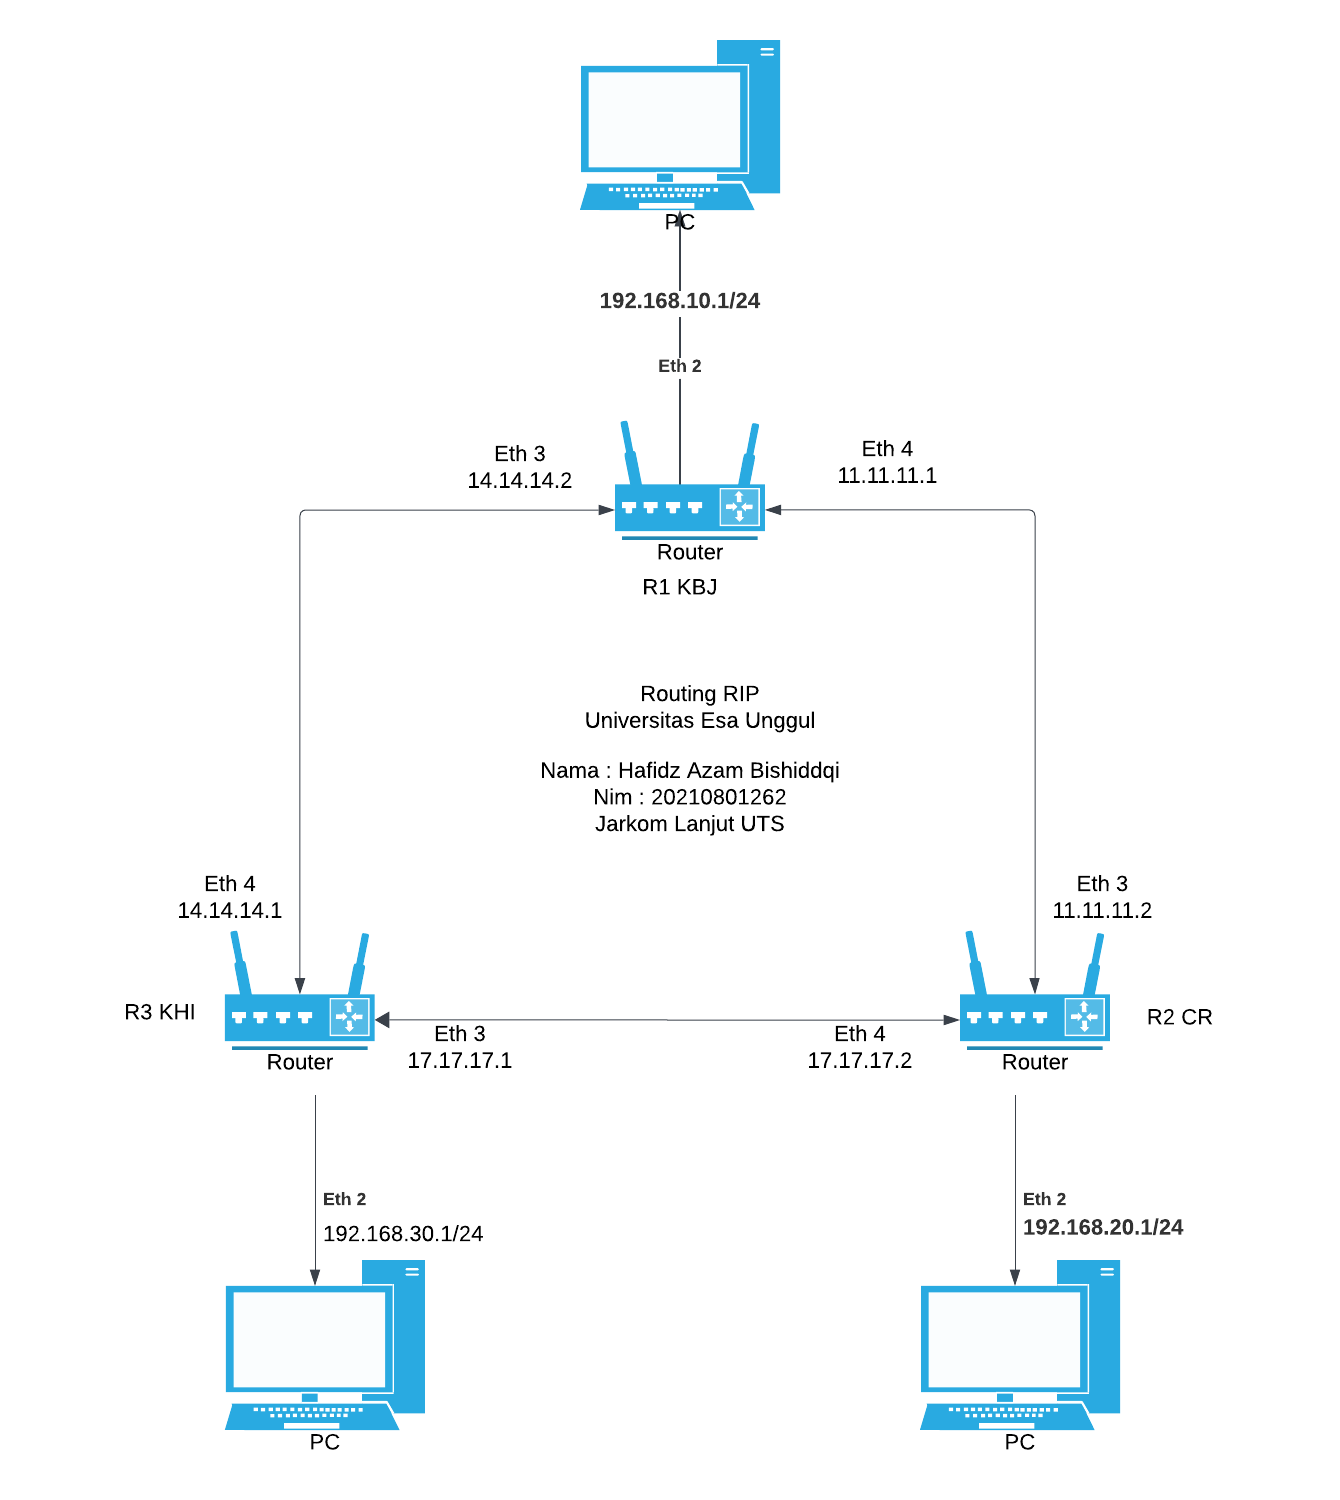 PC
192.168.10.1/24
Eth 2
Eth 3
14.14.14.2
Eth 4
11.11.11.1
Router
R1 KBJ
Routing RIP
Universitas Esa Unggul
Nama : Hafidz Azam Bishiddqi
Nim : 20210801262
Jarkom Lanjut UTS
Eth 4
14.14.14.1
Eth 3
11.11.11.2
R3 KHI
Router
Eth 3
17.17.17.1
Eth 4
17.17.17.2
Router
R2 CR
Eth 2
192.168.30.1/24
Eth 2
192.168.20.1/24
PC
PC